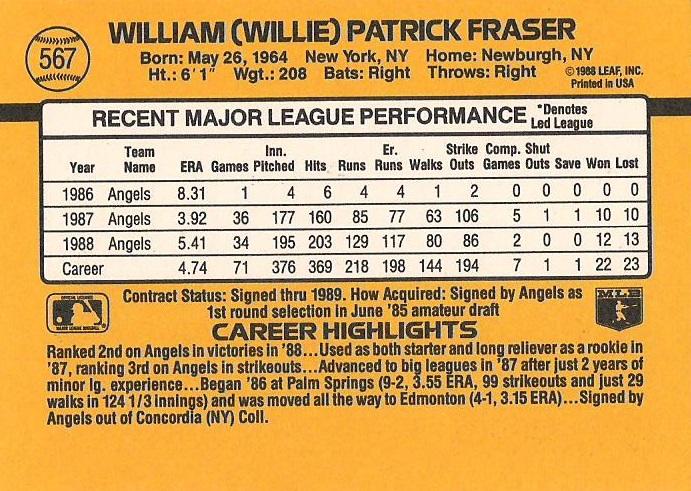 567
WILLIAM (WILLIE) PATRICK FRASER
Born: May 26, 1964 New York, NY Home: Newburgh, NY
Ht.: 6'1" Wgt.: 208 Bats: Right Throws: Right
©1988 LEAF, INC.
Printed in USA
RECENT MAJOR LEAGUE PERFORMANCE *Denotes Led League
Year Team Name ERA Games Inn. Pitched Hits Runs Er. Runs Walks Strike Outs Comp. Games Shut Outs Save Won Lost
1986 Angels 8.31 1 4 6 4 4 1 2 0 0 0 0 0
1987 Angels 3.92 36 177 160 85 77 63 106 5 1 1 10 10
1988 Angels 5.41 34 195 203 129 117 80 86 2 0 0 12 13
Career 4.74 71 376 369 218 198 144 194 7 1 1 22 23
Contract Status: Signed thru 1989. How Acquired: Signed by Angels as
1st round selection in June '85 amateur draft
MLB
CAREER HIGHLIGHTS
Ranked 2nd on Angels in victories in '88...Used as both starter and long reliever as a rookie in
'87, ranking 3rd on Angels in strikeouts...Advanced to big leagues in '87 after just 2 years of
minor lg. experience...Began '86 at Palm Springs (9-2, 3.55 ERA, 99 strikeouts and just 29
walks in 124 1/3 innings) and was moved all the way to Edmonton (4-1, 3.15 ERA)...Signed by
Angels out of Concordia (NY) Coll.